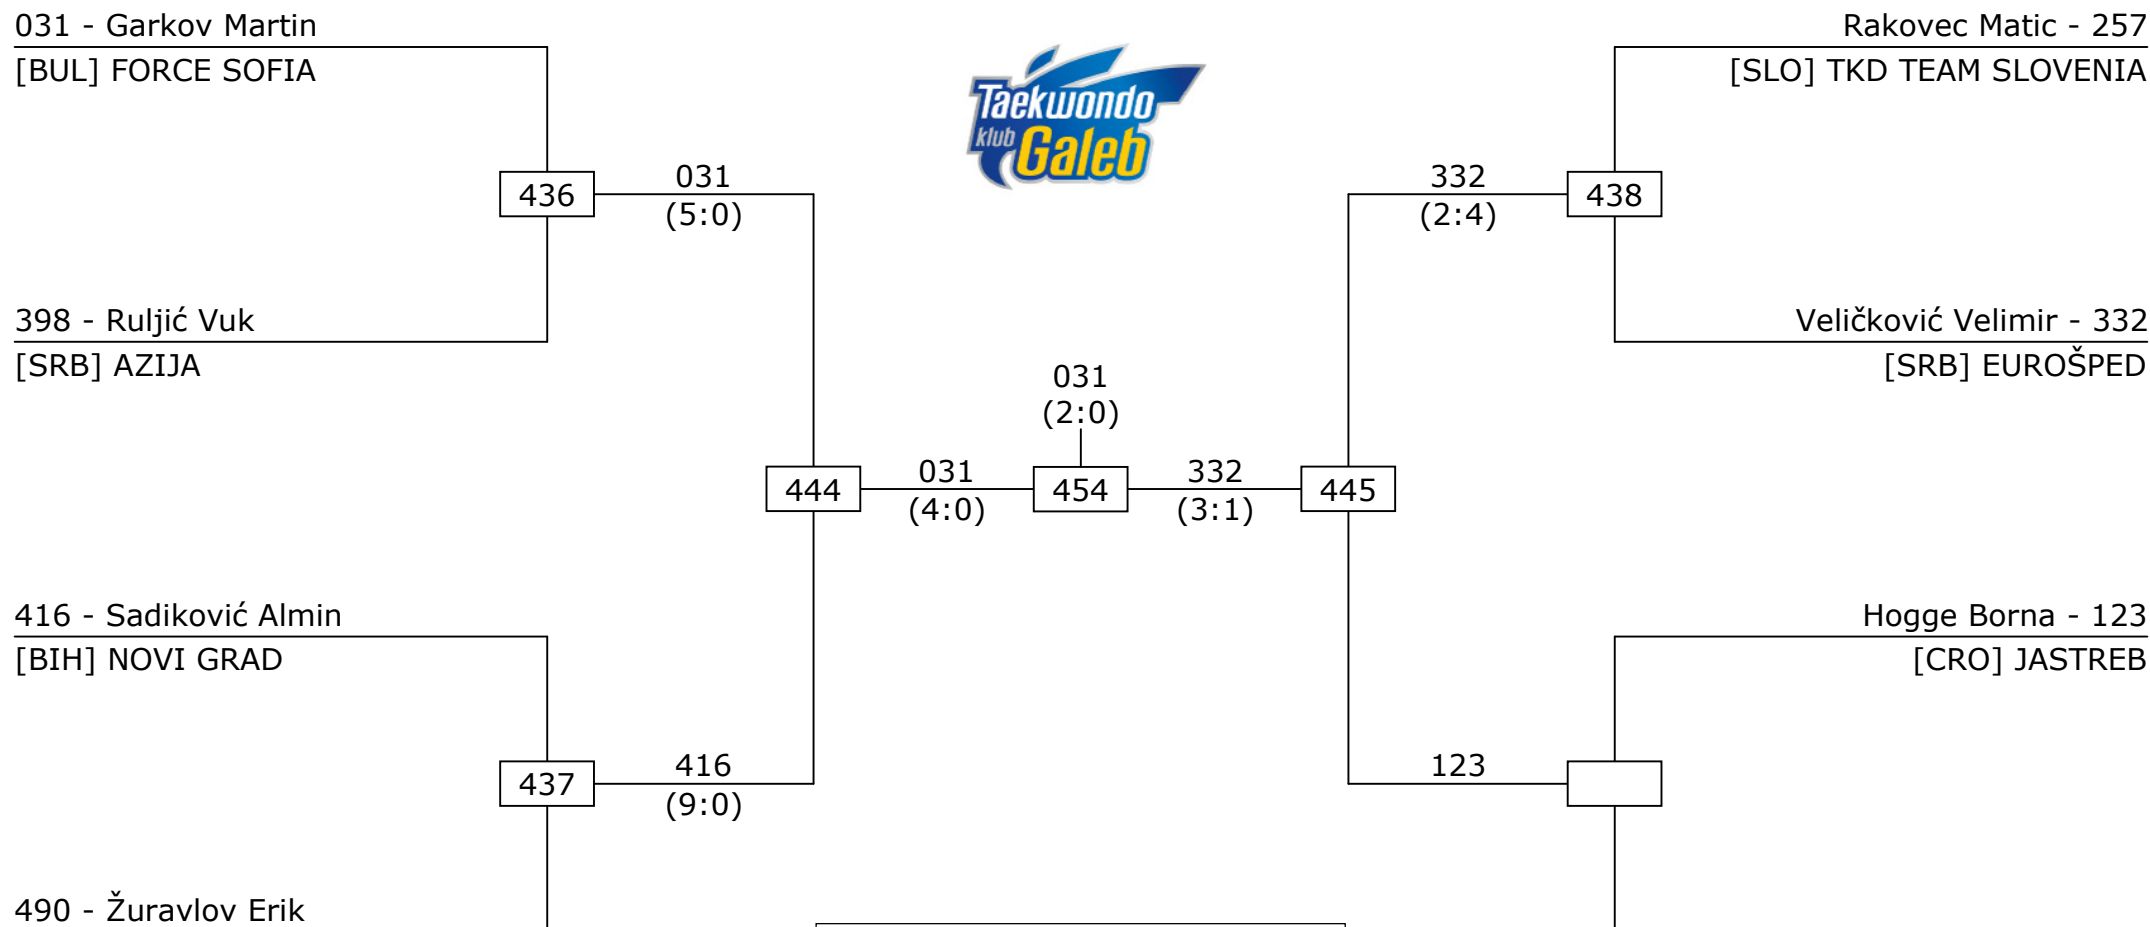 031 - Garkov Martin
[BUL] FORCE SOFIA
Rakovec Matic - 257
[SLO] TKD TEAM SLOVENIA
Taekwondo
klub Galeb
436
031
(5:0)
332
(2:4)
438
398 - Ruljić Vuk
[SRB] AZIJA
Veličković Velimir - 332
[SRB] EUROŠPED
031
(2:0)
444
031
(4:0)
454
332
(3:1)
445
416 - Sadiković Almin
[BIH] NOVI GRAD
Hogge Borna - 123
[CRO] JASTREB
437
416
(9:0)
123
490 - Žuravlov Erik